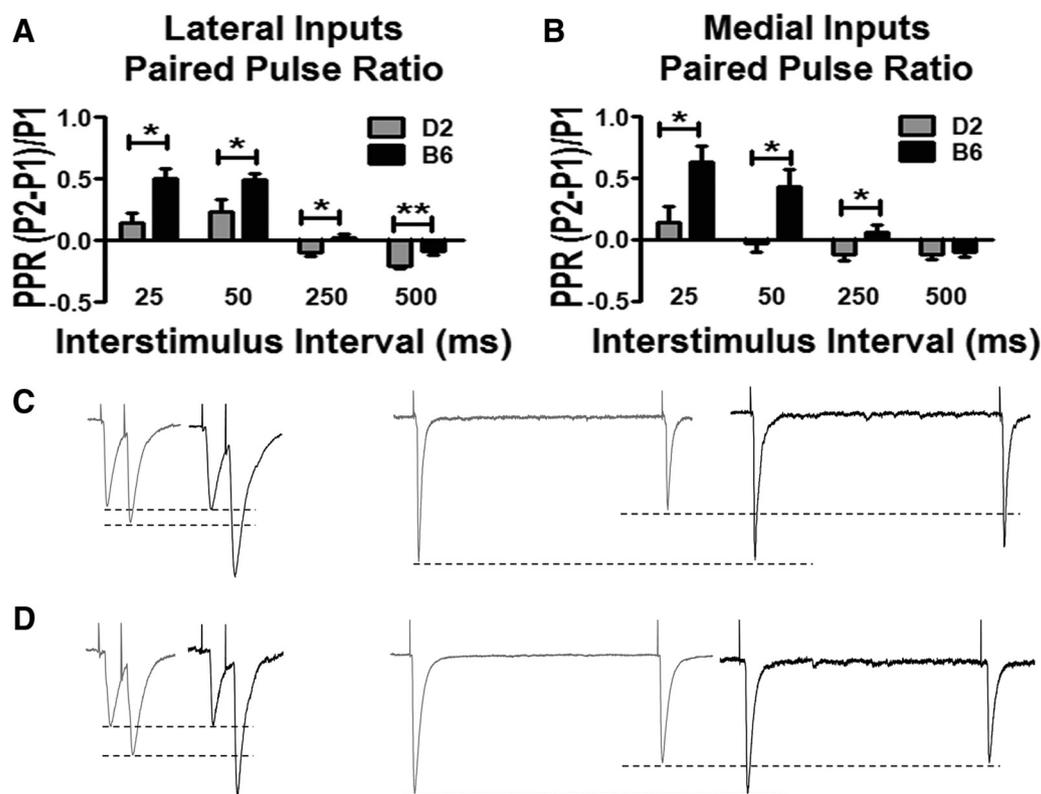 A
Lateral Inputs
Paired Pulse Ratio
PPR (P2-P1)/P1
1.0
0.5
0.0
-0.5
D2
B6
*
*
*
**
25 50 250 500
Interstimulus Interval (ms)
B
Medial Inputs
Paired Pulse Ratio
PPR (P2-P1)/P1
1.0
0.5
0.0
-0.5
D2
B6
*
*
*
25 50 250 500
Interstimulus Interval (ms)
C
D